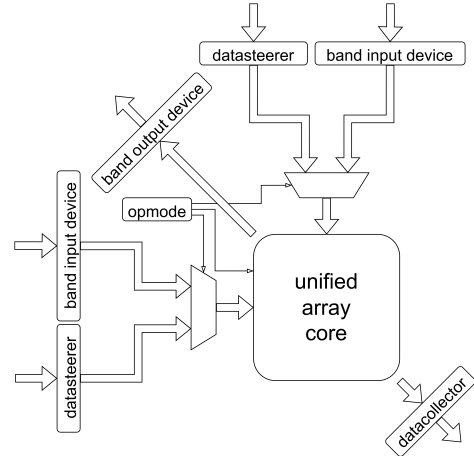 datasteerer
band input device
band output device
opmode
band input device
unified
array
core
datasteerer
datacollector